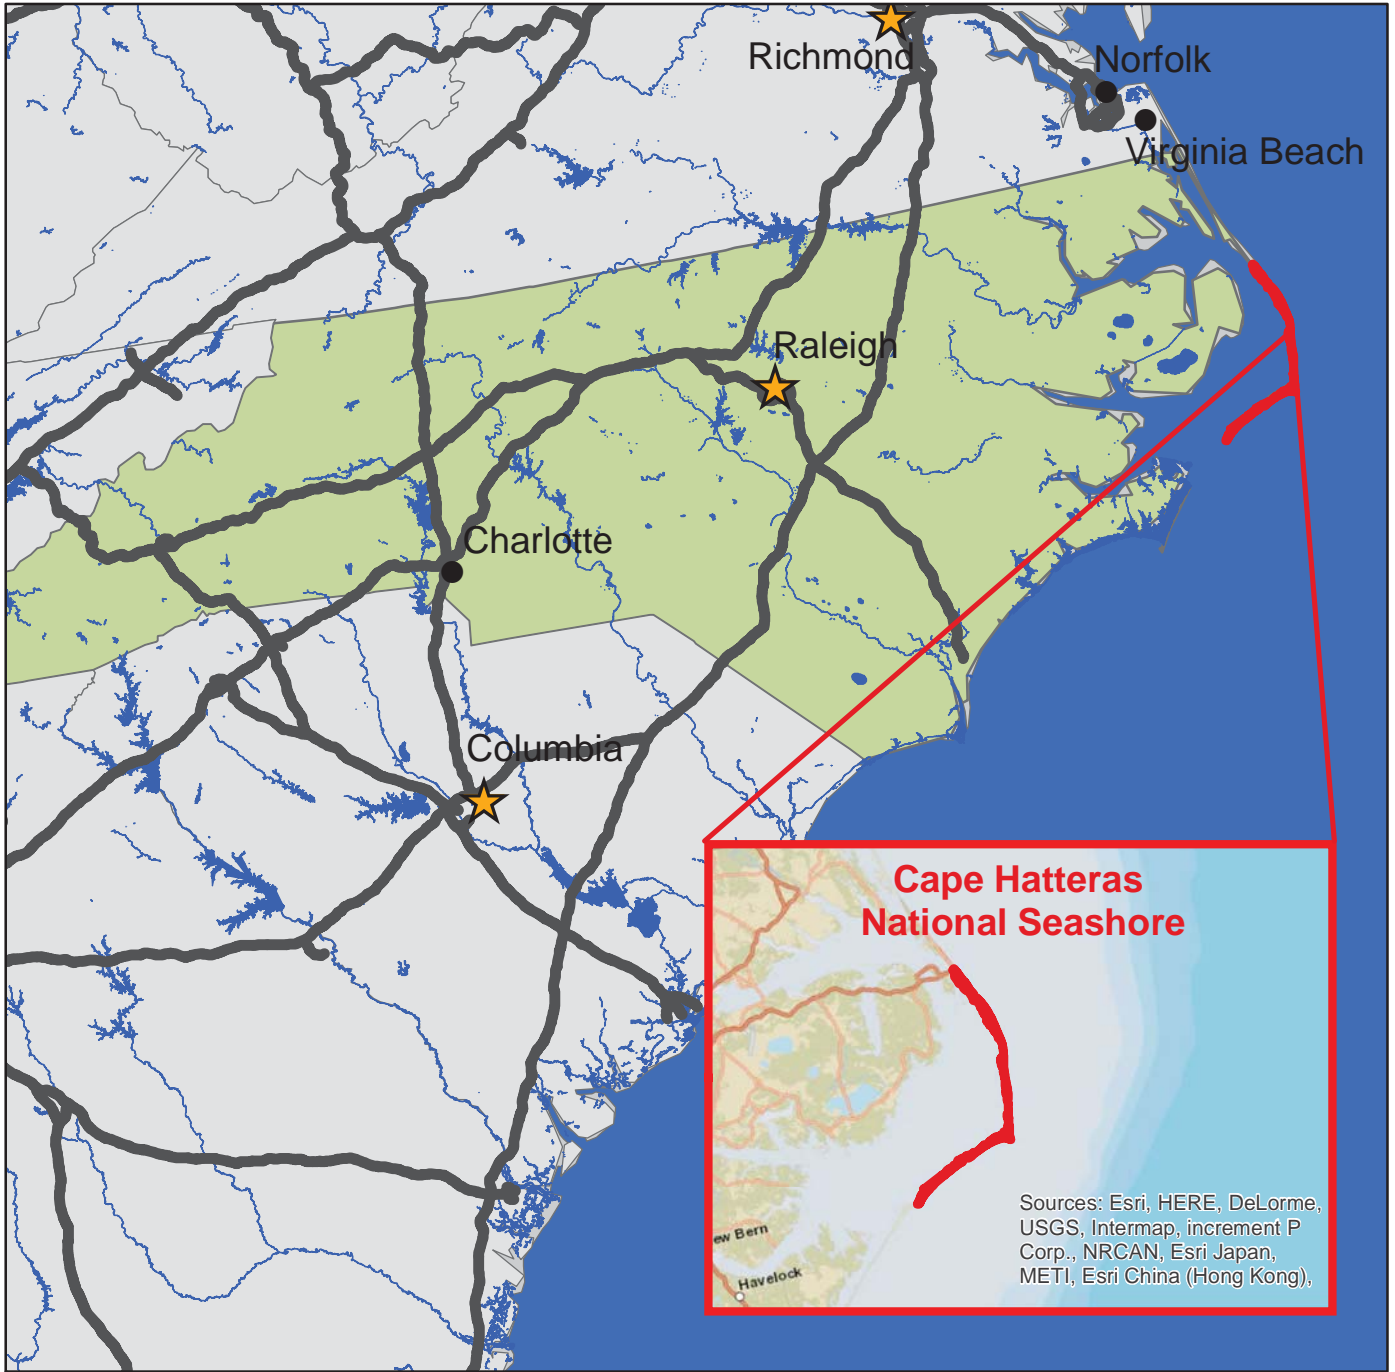 Richmond
Norfolk
Virginia Beach
Raleigh
Charlotte
Columbia
Cape Hatteras
National Seashore
Sources: Esri, HERE, DeLorme,
USGS, Intermap, increment P
Corp., NRCAN, Esri Japan,
METI, Esri China (Hong Kong),
ew Bern
Havelock